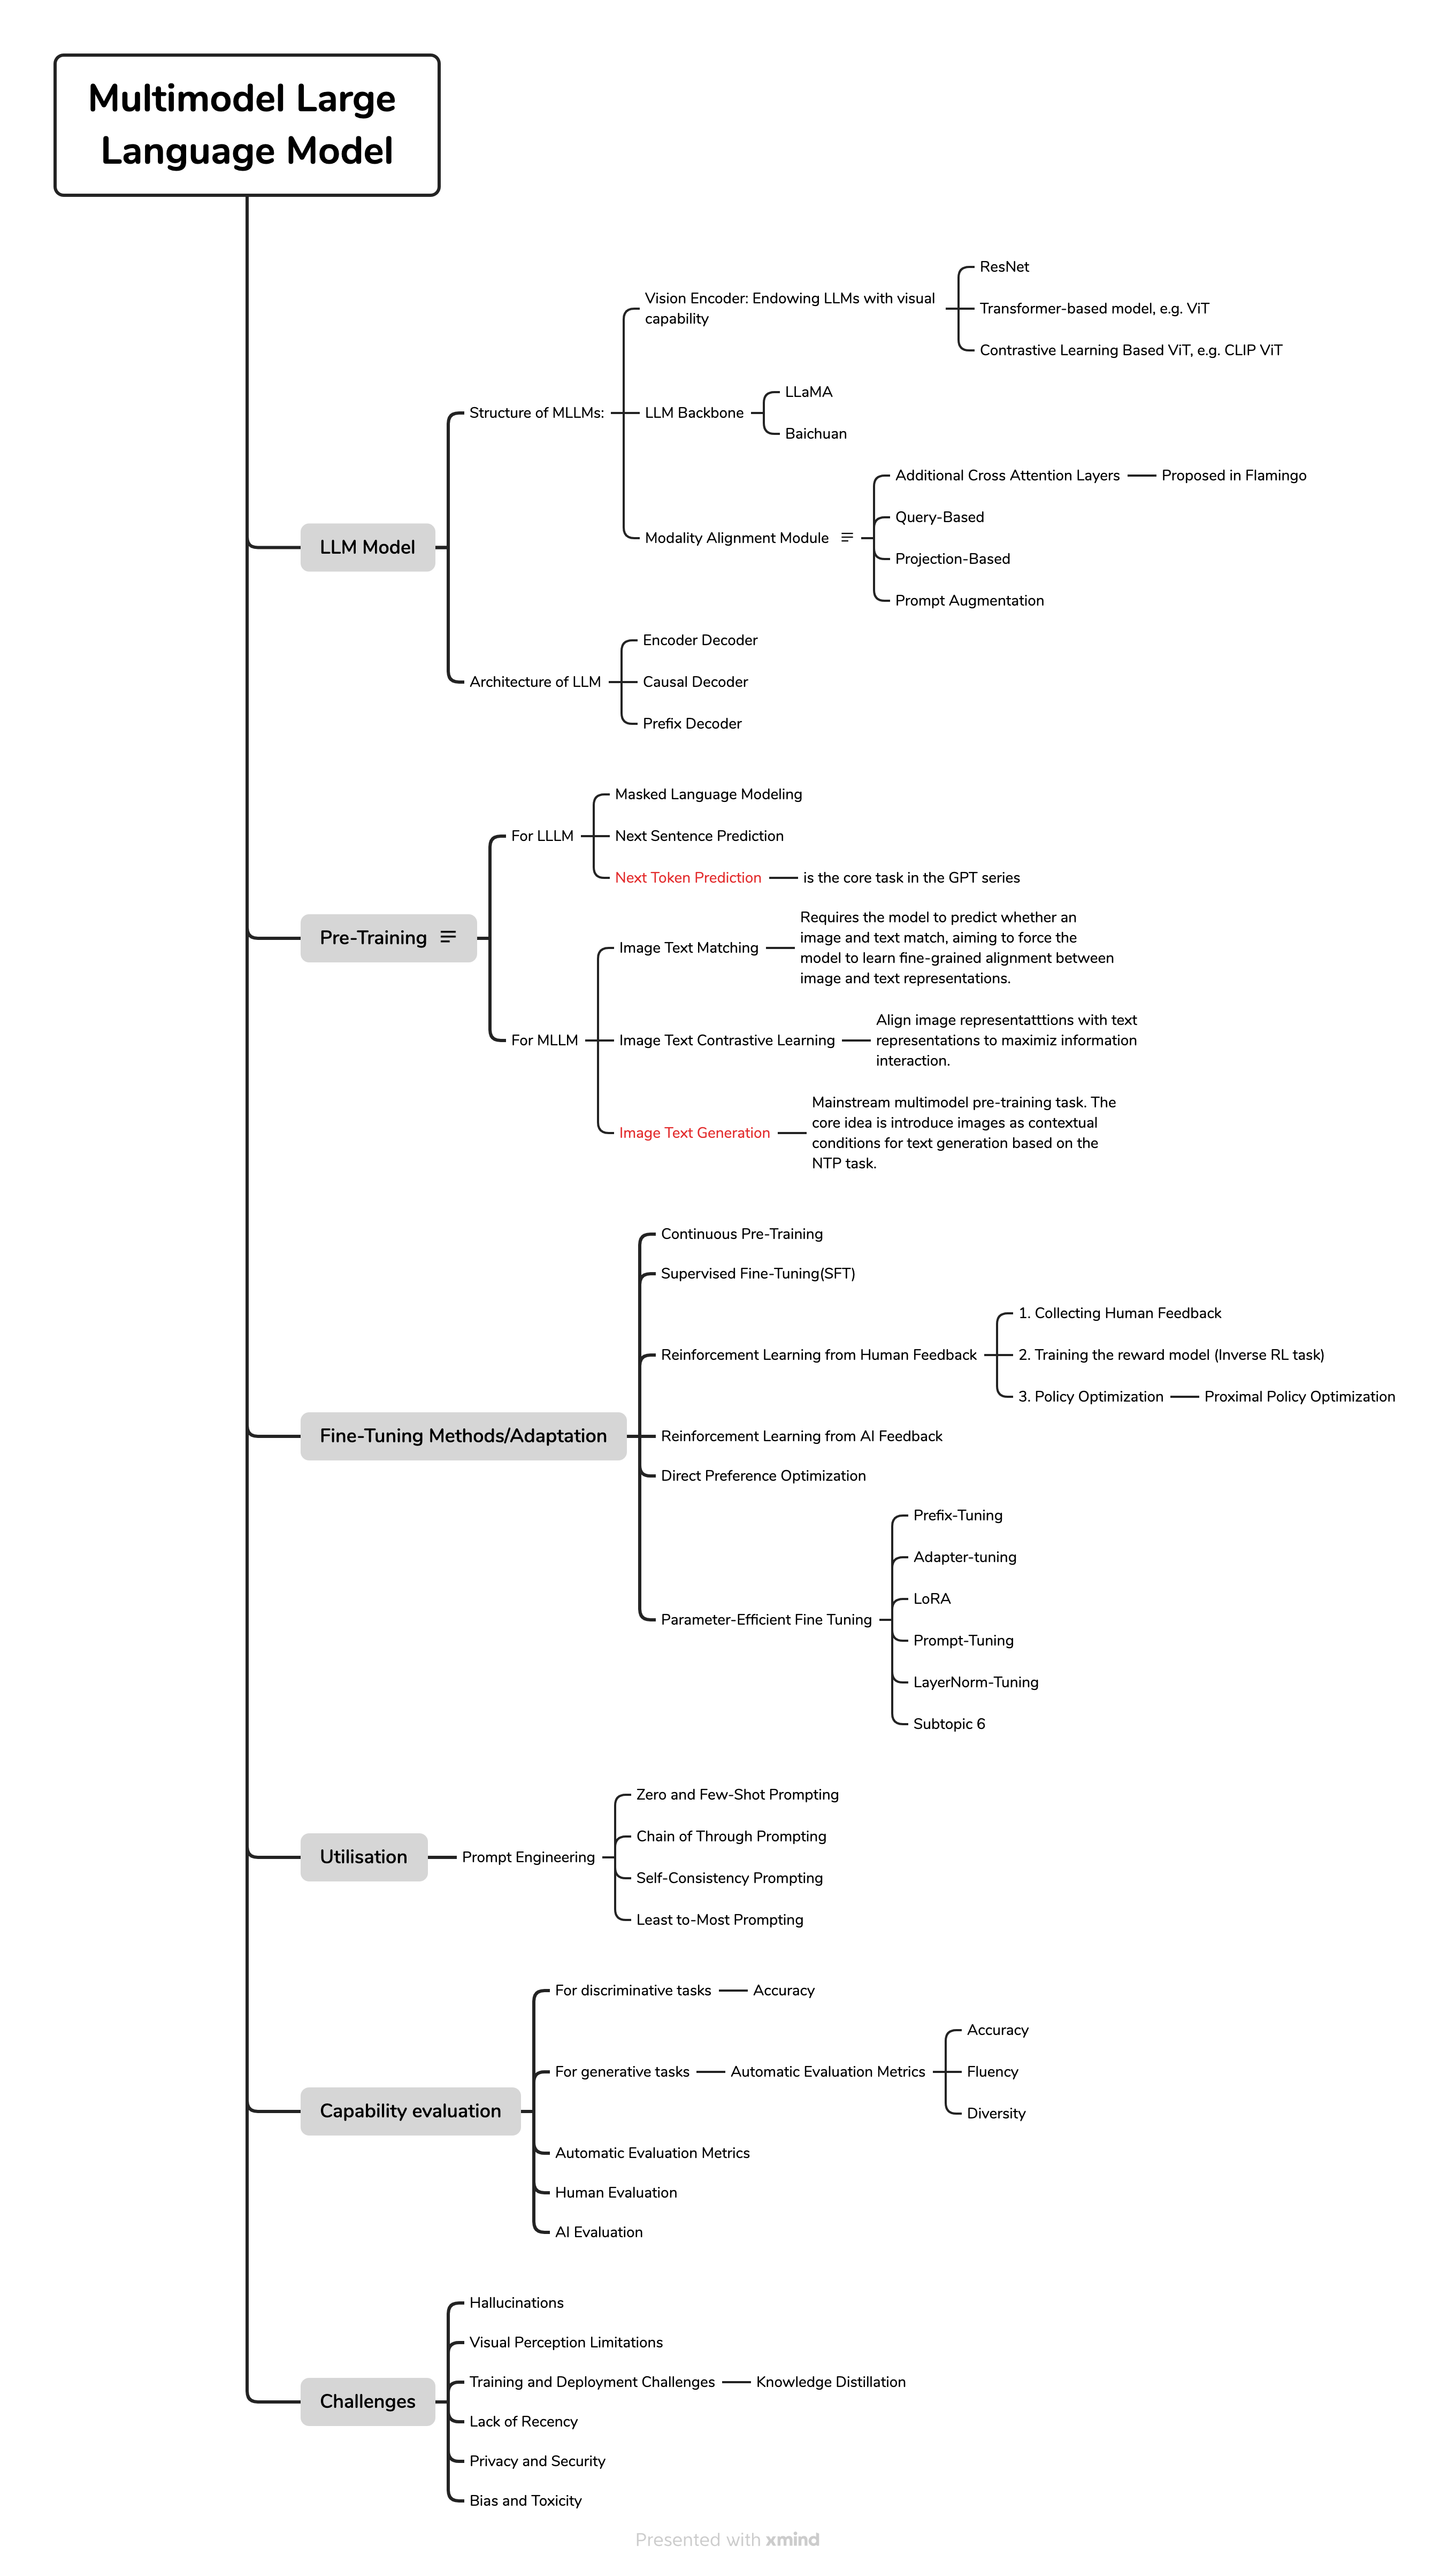 Multimodel Large
Language Model
LLM Model
Structure of MLLMs:
Vision Encoder: Endowing LLMs with visual
capability
ResNet
Transformer-based model, e.g. ViT
Contrastive Learning Based ViT, e.g. CLIP ViT
LLM Backbone
LLaMA
Baichuan
Modality Alignment Module
Additional Cross Attention Layers
Proposed in Flamingo
Query-Based
Projection-Based
Prompt Augmentation
Architecture of LLM
Encoder Decoder
Causal Decoder
Prefix Decoder
Pre-Training
For LLLM
Masked Language Modeling
Next Sentence Prediction
Next Token Prediction
is the core task in the GPT series
For MLLM
Image Text Matching
Requires the model to predict whether an
image and text match, aiming to force the
model to learn fine-grained alignment between
image and text representations.
Image Text Contrastive Learning
Align image representatttions with text
representations to maximiz information
interaction.
Image Text Generation
Mainstream multimodel pre-training task. The
core idea is introduce images as contextual
conditions for text generation based on the
NTP task.
Fine-Tuning Methods/Adaptation
Continuous Pre-Training
Supervised Fine-Tuning(SFT)
Reinforcement Learning from Human Feedback
1. Collecting Human Feedback
2. Training the reward model (Inverse RL task)
3. Policy Optimization
Proximal Policy Optimization
Reinforcement Learning from AI Feedback
Direct Preference Optimization
Parameter-Efficient Fine Tuning
Prefix-Tuning
Adapter-tuning
LoRA
Prompt-Tuning
LayerNorm-Tuning
Subtopic 6
Utilisation
Prompt Engineering
Zero and Few-Shot Prompting
Chain of Through Prompting
Self-Consistency Prompting
Least to-Most Prompting
Capability evaluation
For discriminative tasks
Accuracy
For generative tasks
Automatic Evaluation Metrics
Accuracy
Fluency
Diversity
Automatic Evaluation Metrics
Human Evaluation
AI Evaluation
Challenges
Hallucinations
Visual Perception Limitations
Training and Deployment Challenges
Knowledge Distillation
Lack of Recency
Privacy and Security
Bias and Toxicity
Presented with xmind